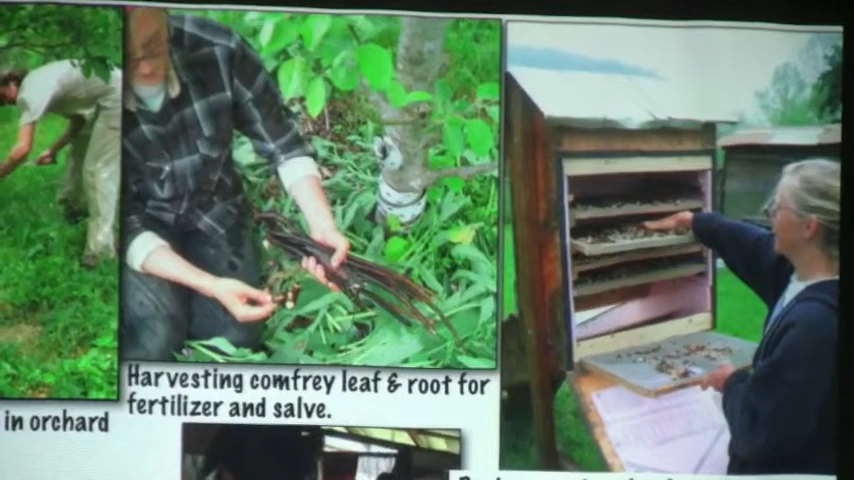 in orchard
Harvesting comfrey leaf & root for
fertilizer and salve.